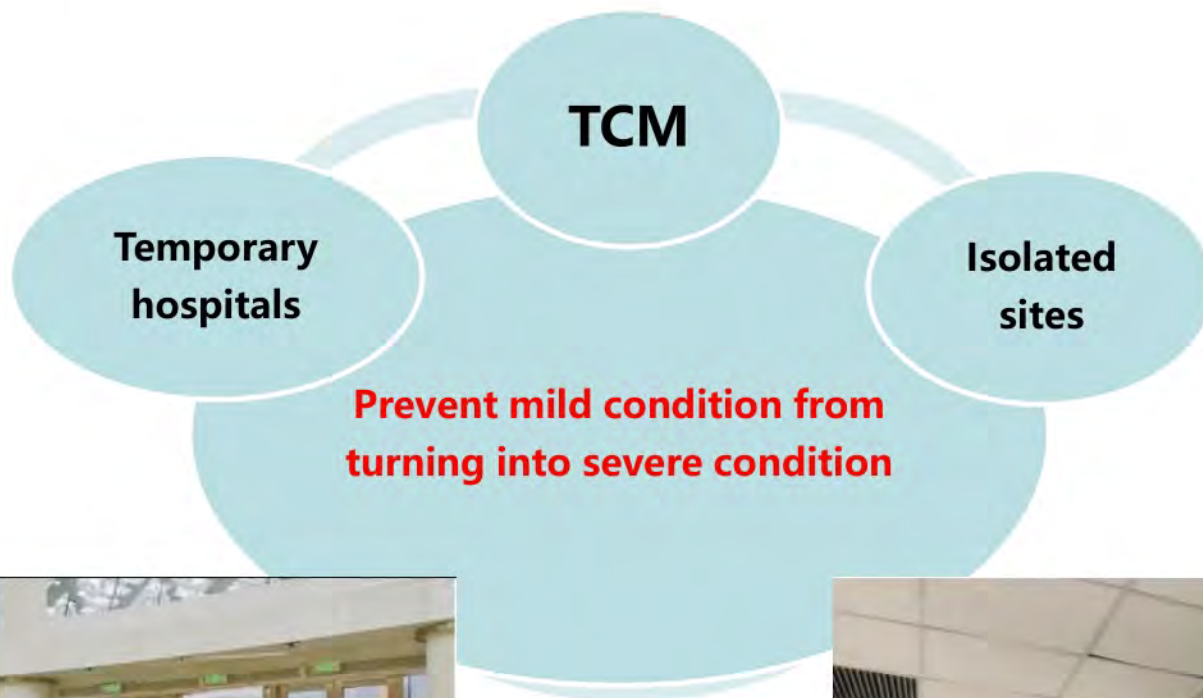 TCM
Temporary
hospitals
Isolated
sites
Prevent mild condition from
turning into severe condition